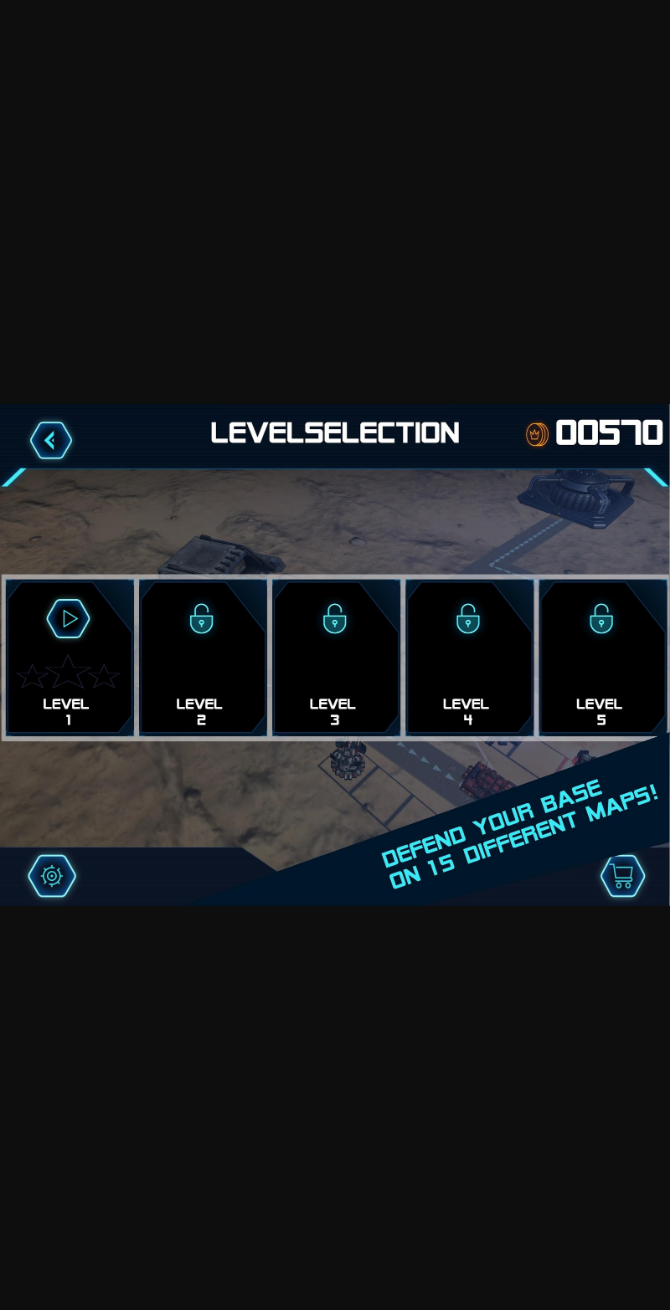 LEVELSELECTION
00570
LEVEL
1
LEVEL
2
LEVEL
3
LEVEL
4
LEVEL
5
DEFEND YOUR BASE
ON 15 DIFFERENT MAPS!